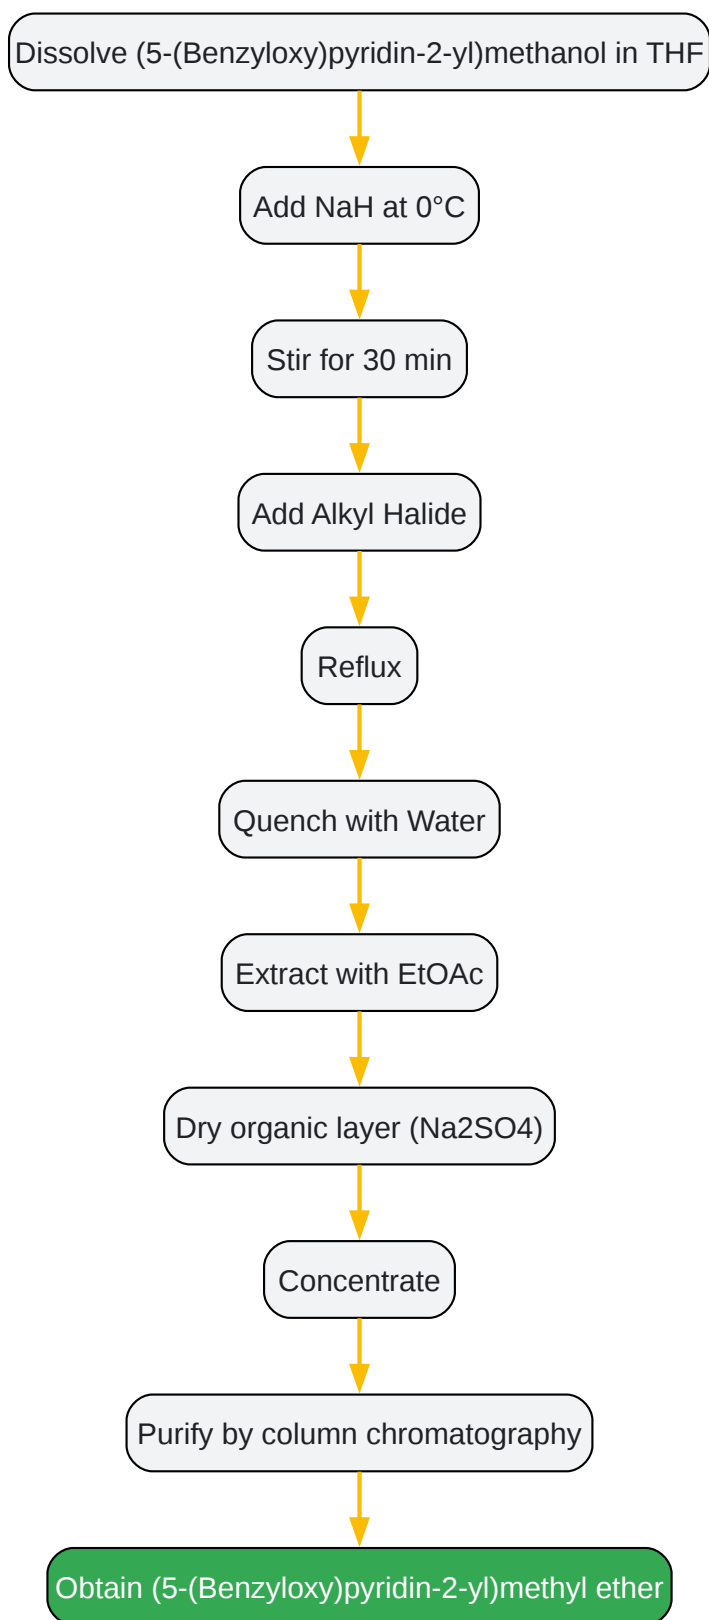 Dissolve (5-(Benzyloxy)pyridin-2-yl)methanol in THF
Add NaH at 0°C
Stir for 30 min
Add Alkyl Halide
Reflux
Quench with Water
Extract with EtOAc
Dry organic layer (Na2SO4)
Concentrate
Purify by column chromatography
Obtain (5-(Benzyloxy)pyridin-2-yl)methyl ether